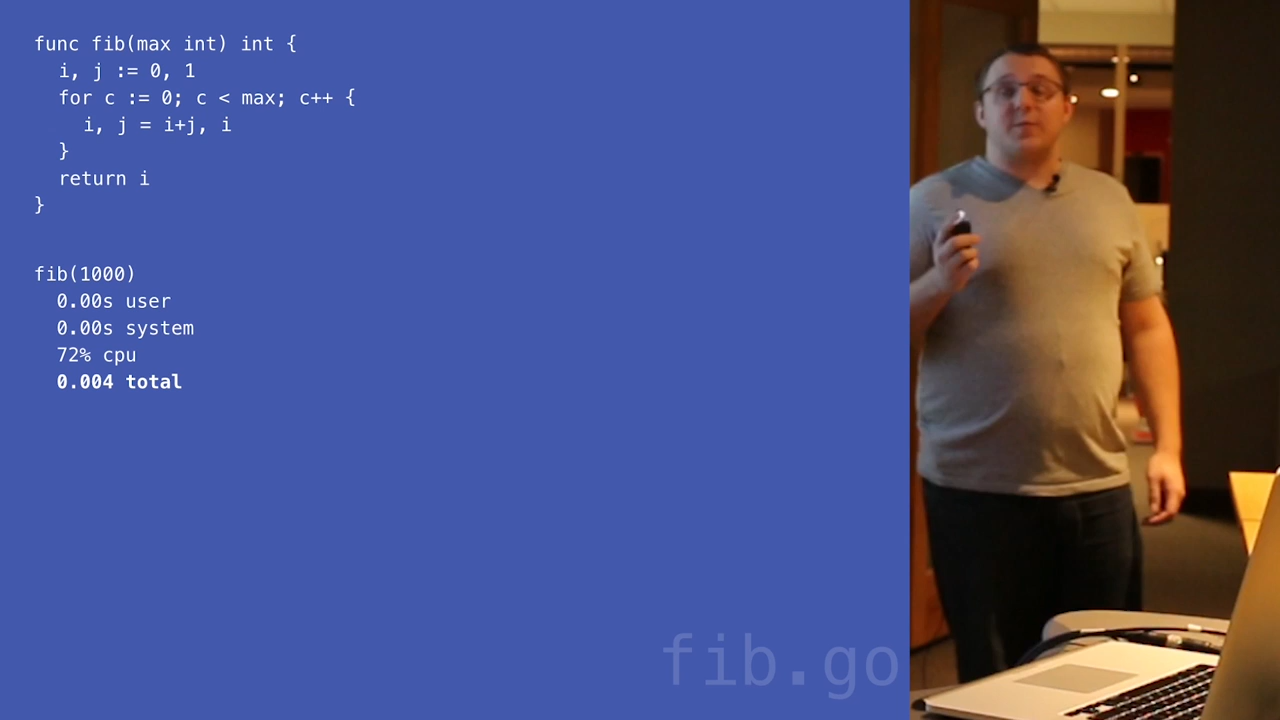 func fib(max int) int {
i, j := 0, 1
for c := 0; c < max; c++ {
i, j = i+j, i
}
return i
}
fib(1000)
0.00s user
0.00s system
72% cpu
0.004 total
fib.go